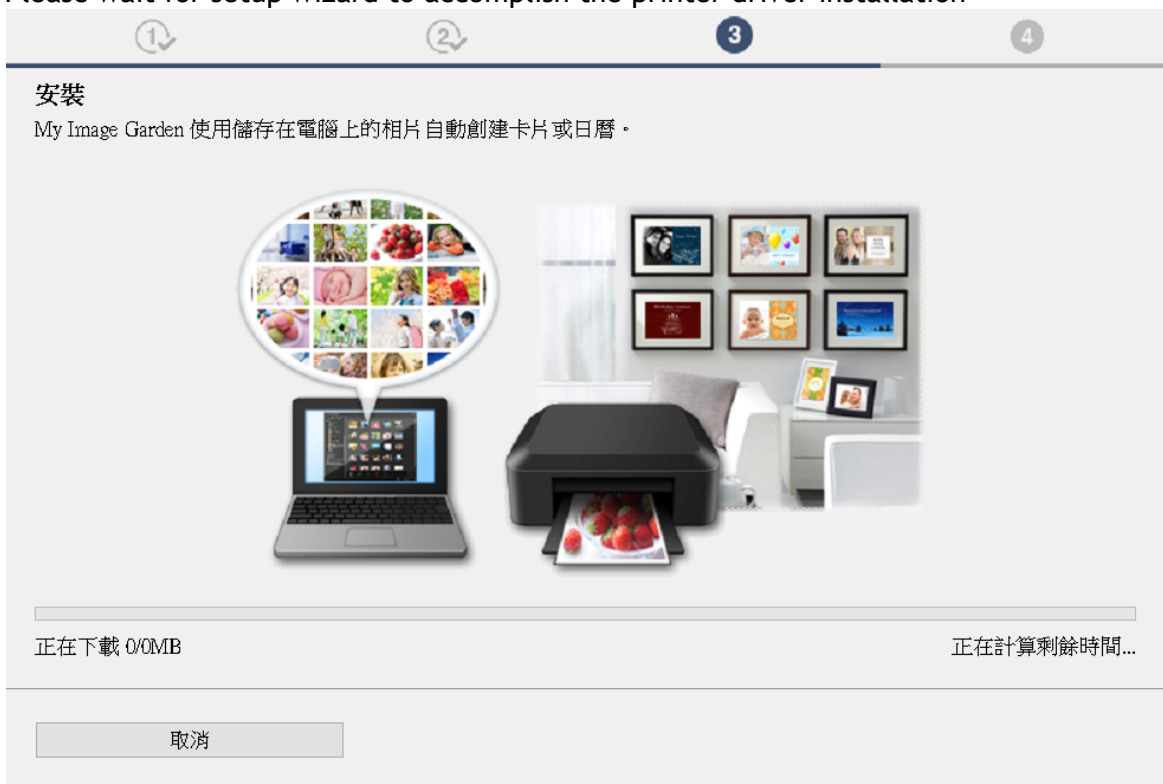 Please wait for setup wizard to accomplish the printer driver installation
1 2 3 4
安裝
My Image Garden 使用儲存在電腦上的相片自動創建卡片或日曆。
正在下載 0/0MB
正在計算剩餘時間...
取消